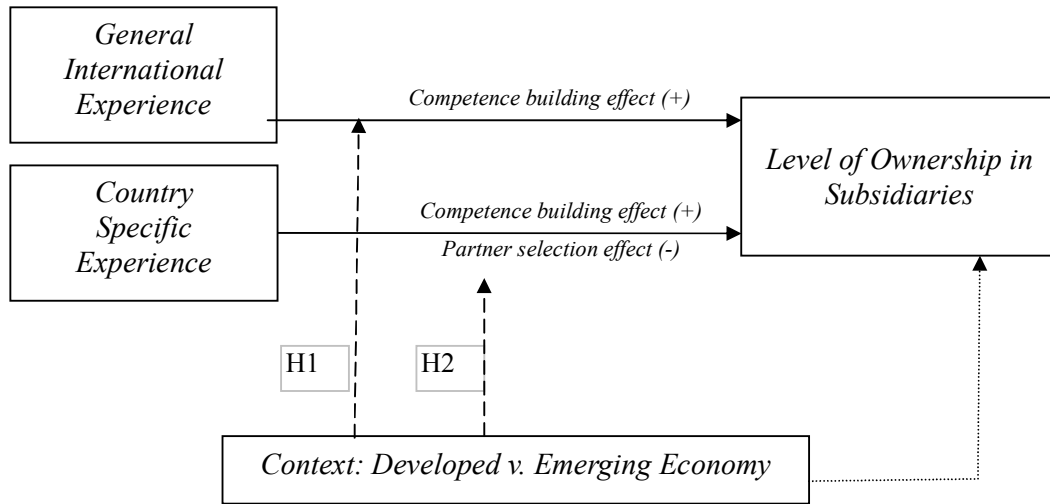 General
International
Experience
Competence building effect (+)
Level of Ownership in
Subsidiaries
Country
Specific
Experience
Competence building effect (+)
Partner selection effect (-)
H1
H2
Context: Developed v. Emerging Economy